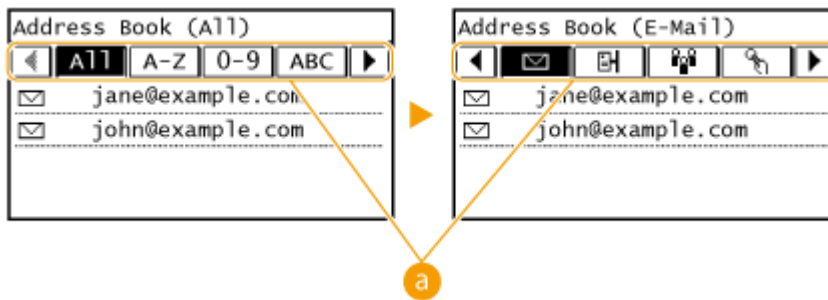 Address Book (All)
All A-Z 0-9 ABC
jane@example.com
john@example.com
Address Book (E-Mail)
jane@example.com
john@example.com
a